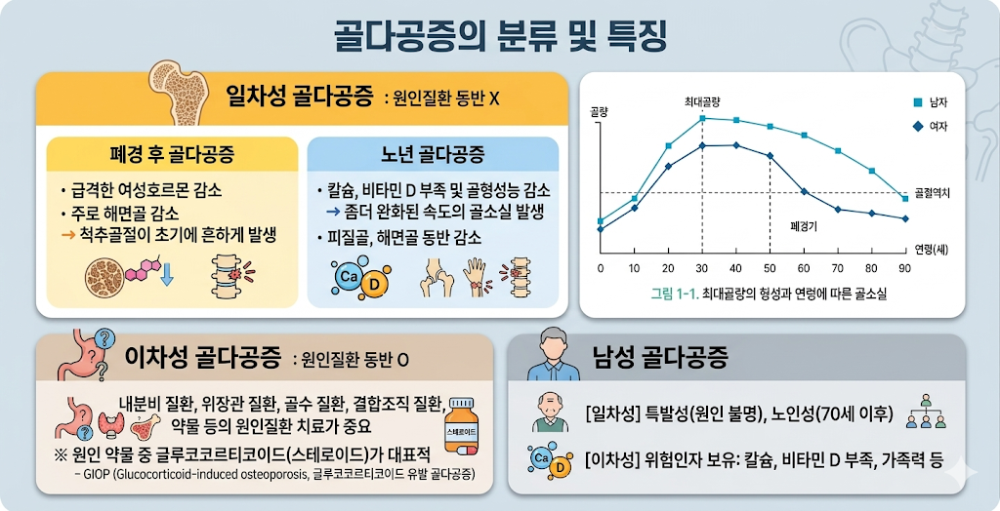 골다공증의 분류 및 특징
일차성 골다공증 : 원인질환 동반 X
폐경 후 골다공증
• 급격한 여성호르몬 감소
• 주로 해면골 감소
→ 척추골절이 초기에 흔하게 발생
노년 골다공증
• 칼슘, 비타민 D 부족 및 골형성능 감소
→ 좀더 완화된 속도의 골소실 발생
• 피질골, 해면골 동반 감소
Ca D
골량
최대골량
남자
여자
골절역치
폐경기
연령(세)
0 10 20 30 40 50 60 70 80 90
그림 1-1. 최대골량의 형성과 연령에 따른 골소실
이차성 골다공증 : 원인질환 동반 O
? ? ?
? ?
내분비 질환, 위장관 질환, 골수 질환, 결합조직 질환,
약물 등의 원인질환 치료가 중요
스테로이드
※ 원인 약물 중 글루코코르티코이드(스테로이드)가 대표적
– GIOP (Glucocorticoid-induced osteoporosis, 글루코코르티코이드 유발 골다공증)
남성 골다공증
[일차성] 특발성(원인 불명), 노인성(70세 이후)
Ca D
[이차성] 위험인자 보유: 칼슘, 비타민 D 부족, 가족력 등